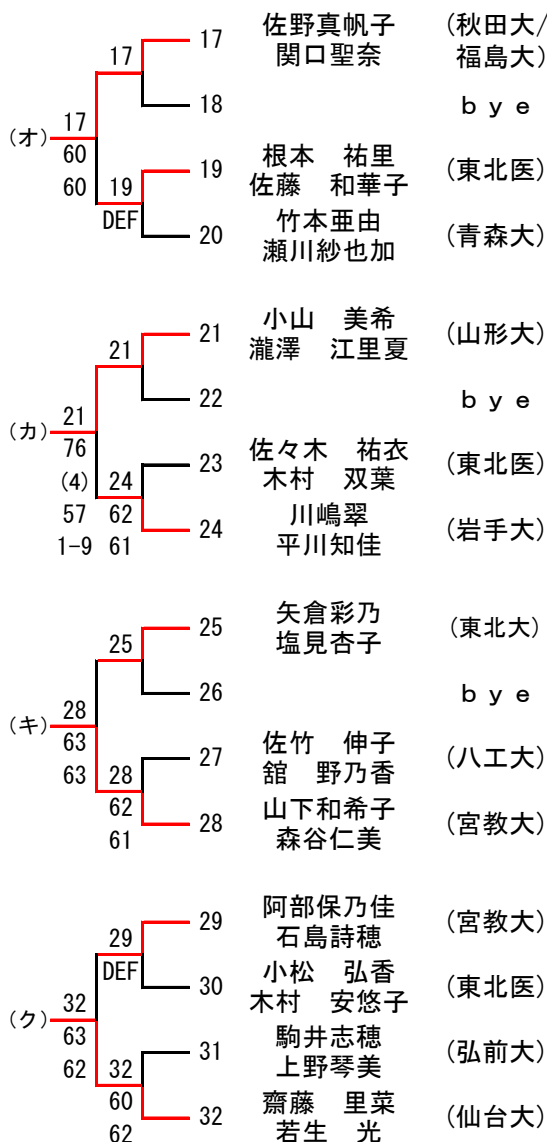 佐野真帆子 (秋田大/
17 17 関口聖奈 福島大)
17 18 ｂｙｅ
(オ) 60
60 19 19 根本　祐里 (東北医)
佐藤　和華子
DEF 20 竹本亜由 (青森大)
瀬川紗也加
小山　美希
21 21 瀧澤　江里夏 (山形大)
22 ｂｙｅ
(カ) 21
76 23 佐々木　祐衣 (東北医)
(4) 24 木村　双葉
57 62 24 川嶋翠 (岩手大)
1-9 61 平川知佳
矢倉彩乃
25 25 塩見杏子 (東北大)
26 ｂｙｅ
(キ) 28
63 27 佐竹　伸子 (八工大)
63 28 舘　野乃香
62 28 山下和希子 (宮教大)
61 森谷仁美
阿部保乃佳
29 29 石島詩穂 (宮教大)
DEF 30 小松　弘香 (東北医)
木村　安悠子
(ク) 32
63 31 駒井志穂 (弘前大)
62 32 上野琴美
60 32 齋藤　里菜 (仙台大)
62 若生　光